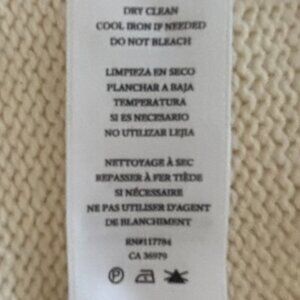 DRY CLEAN
COOL IRON IF NEEDED
DO NOT BLEACH
LIMPIEZA EN SECO
PLANCHAR A BAJA
TEMPERATURA
SI ES NECESARIO
NO UTILIZAR LEJIA
NETTOYAGE À SEC
REPASSER À FER TIÈDE
SI NÉCESSAIRE
NE PAS UTILISER D'AGENT
DE BLANCHIMENT
RN#117784
CA 36979
P